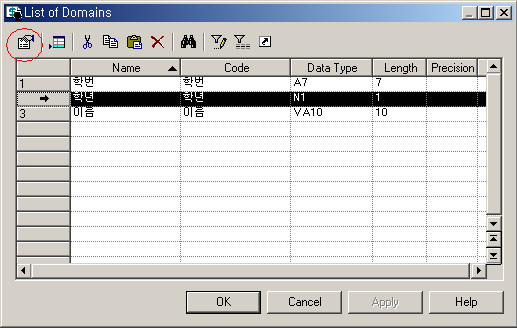 List of Domains
Name Code Data Type Length Precision
1 학번 학번 A7 7
학년 학년 N1 1
3 이름 이름 VA10 10
OK Cancel Apply Help